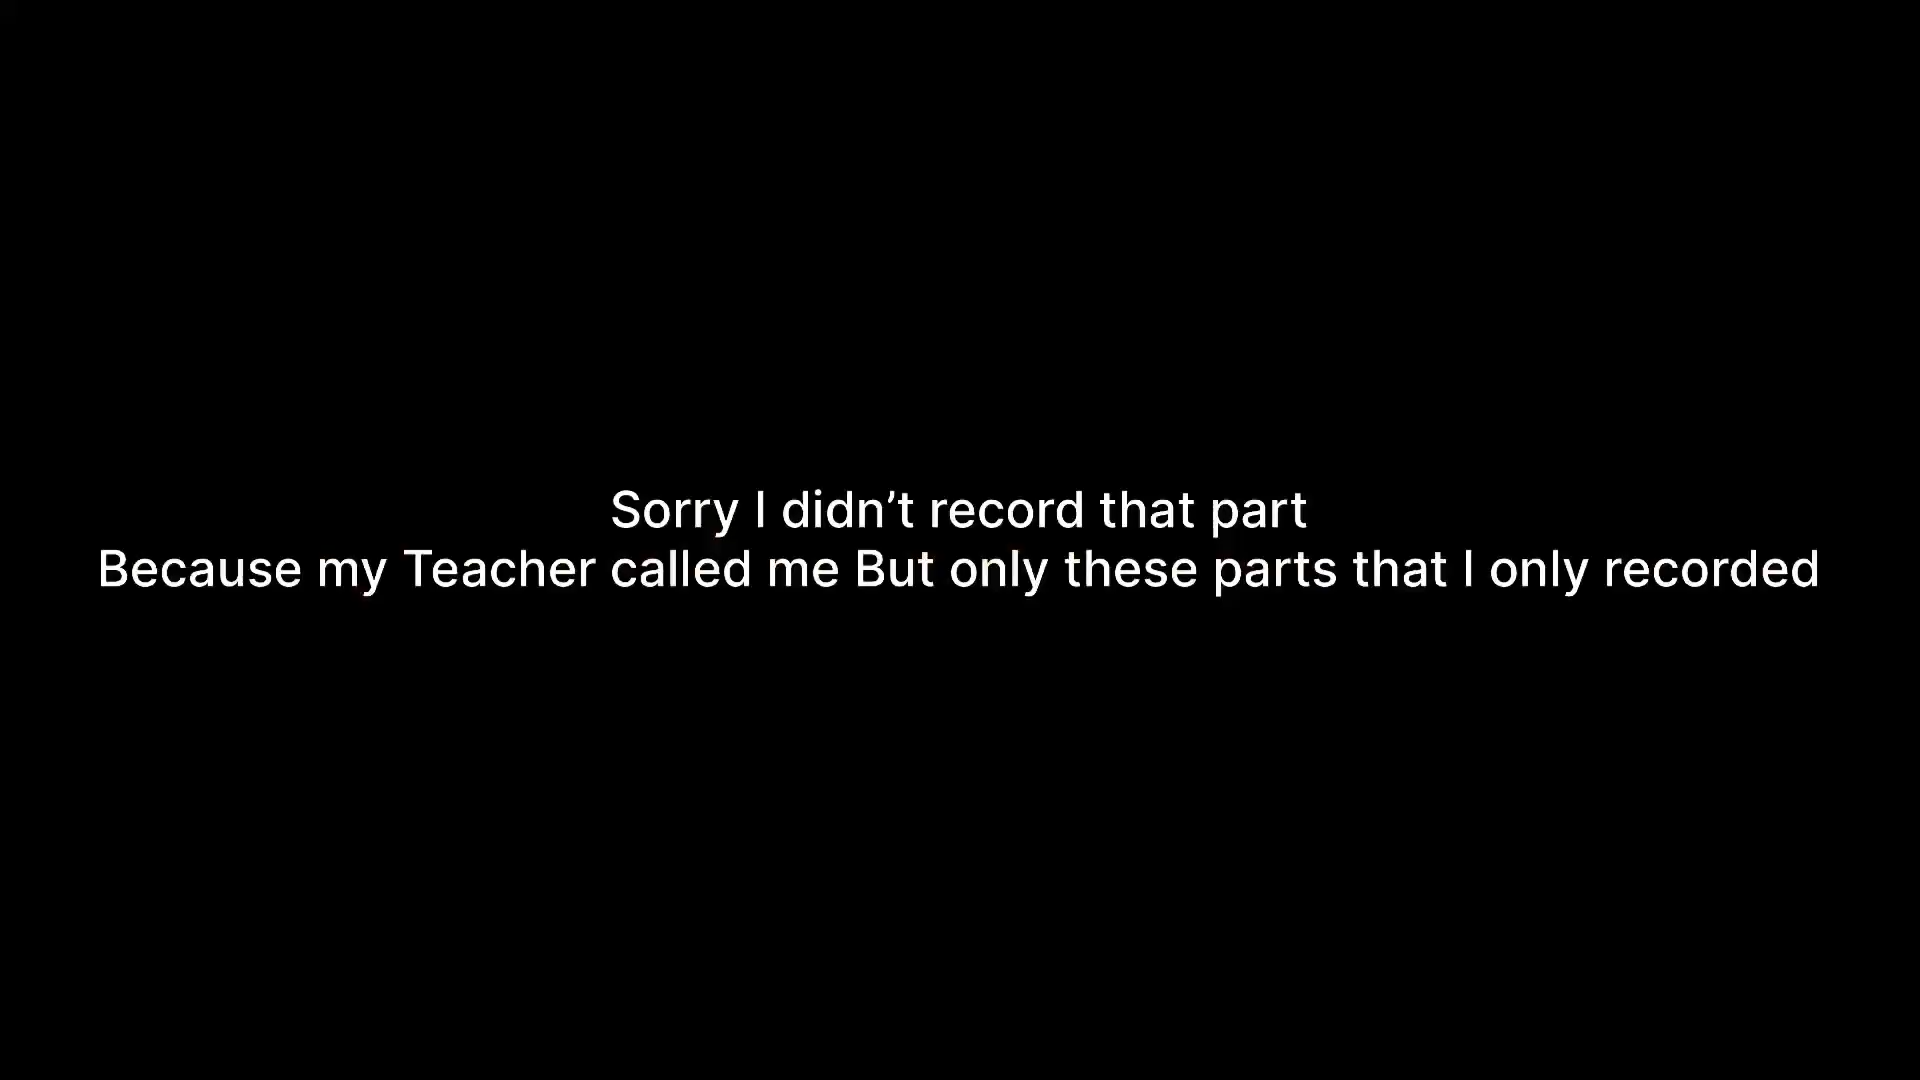 Sorry I didn’t record that part
Because my Teacher called me But only these parts that I only recorded